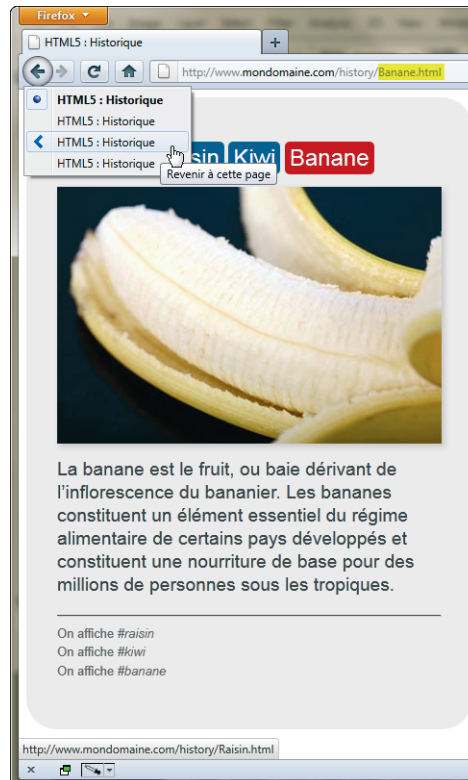 Firefox
HTML5 : Historique
http://www.mondomaine.com/history/Banane.html
HTML5 : Historique
HTML5 : Historique
HTML5 : Historique
HTML5 : Historique
Kiwi Banane
Revenir à cette page
La banane est le fruit, ou baie dérivant de
l'inflorescence du bananier. Les bananes
constituent un élément essentiel du régime
alimentaire de certains pays développés et
constituent une nourriture de base pour des
millions de personnes sous les tropiques.
On affiche #raisin
On affiche #kiwi
On affiche #banane
http://www.mondomaine.com/history/Raisin.html